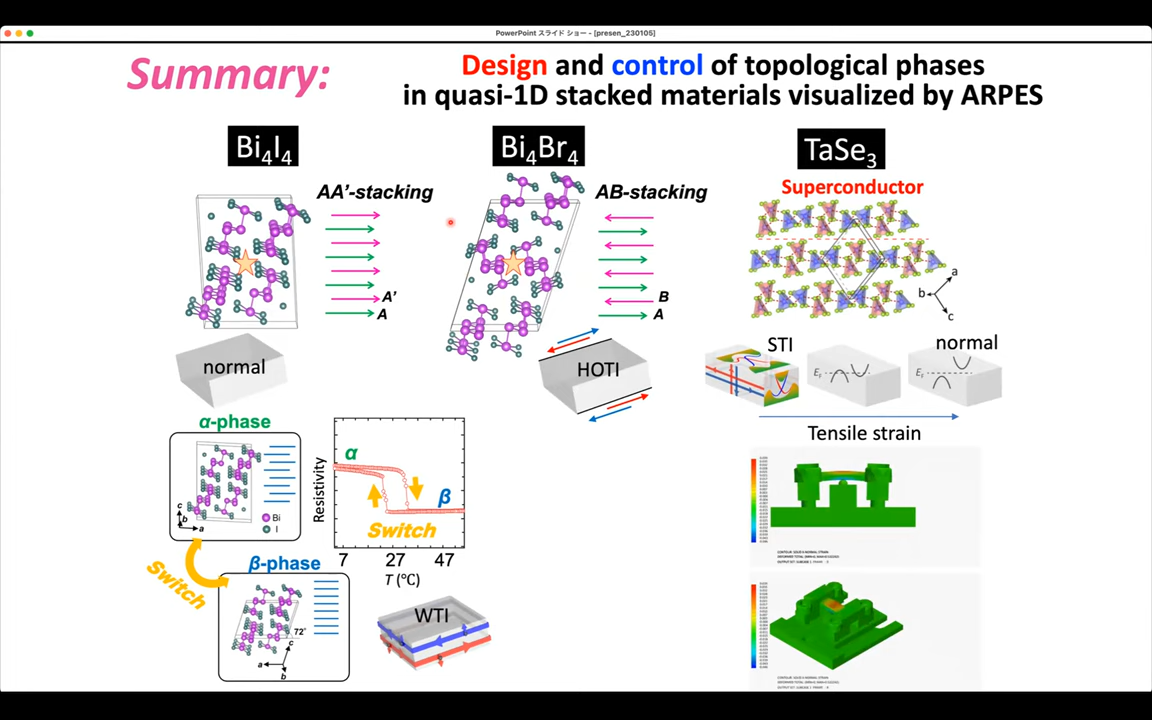 PowerPoint スライド ショー - [presen_230105]
Summary:
Design and control of topological phases
in quasi-1D stacked materials visualized by ARPES
Bi4I4
AA'-stacking
A'
A
normal
α-phase
c
b
a
Bi
I
Switch
β-phase
72°
c
a
b
Resistivity
α
β
Switch
7 27 47
T (℃)
WTI
Bi4Br4
AB-stacking
B
A
HOTI
TaSe3
Superconductor
a
b
c
STI
normal
EF
EF
Tensile strain